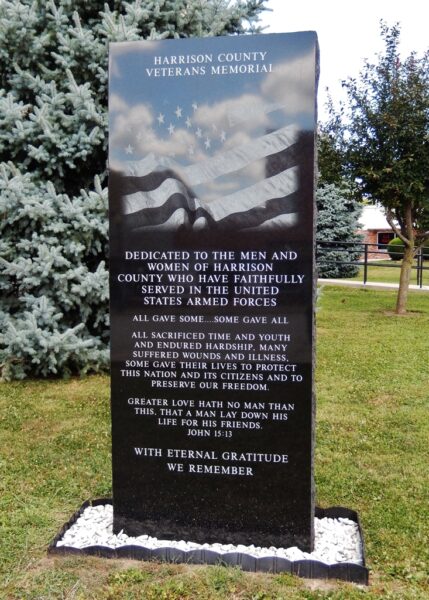 HARRISON COUNTY
VETERANS MEMORIAL
DEDICATED TO THE MEN AND
WOMEN OF HARRISON
COUNTY WHO HAVE FAITHFULLY
SERVED IN THE UNITED
STATES ARMED FORCES
ALL GAVE SOME....SOME GAVE ALL
ALL SACRIFICED TIME AND YOUTH
AND ENDURED HARDSHIP, MANY
SUFFERED WOUNDS AND ILLNESS,
SOME GAVE THEIR LIVES TO PROTECT
THIS NATION AND ITS CITIZENS AND TO
PRESERVE OUR FREEDOM.
GREATER LOVE HATH NO MAN THAN
THIS, THAT A MAN LAY DOWN HIS
LIFE FOR HIS FRIENDS.
JOHN 15:13
WITH ETERNAL GRATITUDE
WE REMEMBER